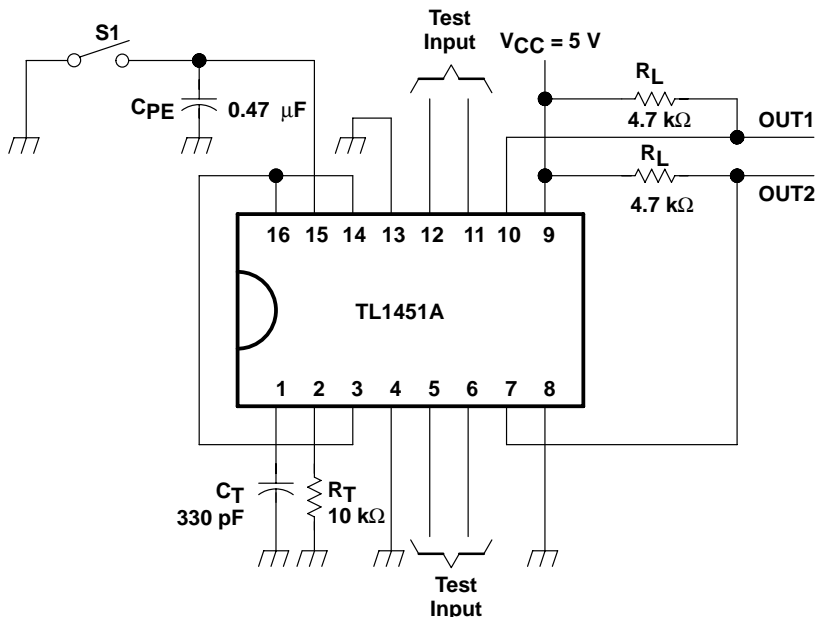 Test
Input
S1
VCC = 5 V
RL
4.7 kΩ
OUT1
CPE
0.47 μF
RL
4.7 kΩ
OUT2
16 15 14 13 12 11 10 9
TL1451A
1 2 3 4 5 6 7 8
CT
330 pF
RT
10 kΩ
Test
Input